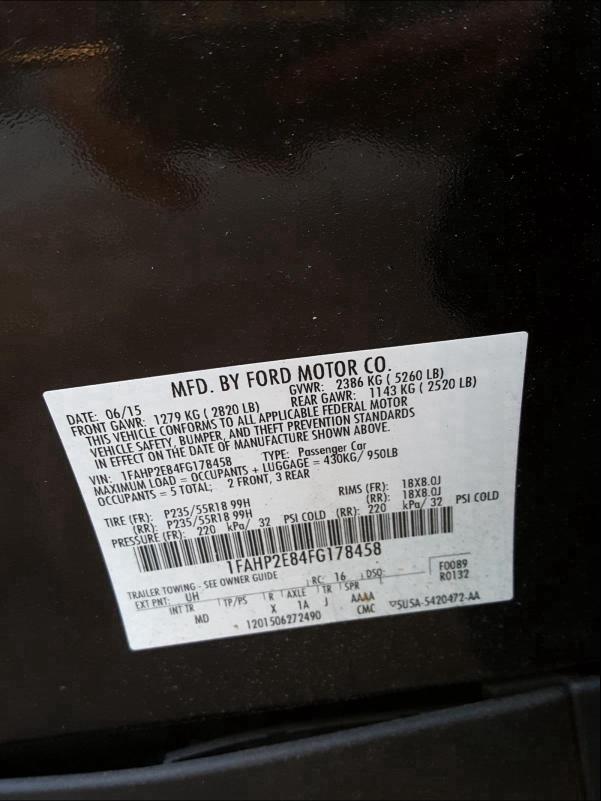 MFD. BY FORD MOTOR CO.
DATE: 06/15 GVWR: 2386 KG ( 5260 LB)
FRONT GAWR: 1279 KG ( 2820 LB) REAR GAWR: 1143 KG ( 2520 LB)
THIS VEHICLE CONFORMS TO ALL APPLICABLE FEDERAL MOTOR
VEHICLE SAFETY, BUMPER, AND THEFT PREVENTION STANDARDS
IN EFFECT ON THE DATE OF MANUFACTURE SHOWN ABOVE.
VIN: 1FAHP2E84FG178458 TYPE: Passenger Car
MAXIMUM LOAD = OCCUPANTS + LUGGAGE = 430KG/ 950LB
OCCUPANTS = 5 TOTAL; 2 FRONT, 3 REAR
TIRE (FR): P235/55R18 99H RIMS (FR): 18X8.0J
(RR): P235/55R18 99H (RR): 18X8.0J
PRESSURE (FR): 220 kPa/ 32 PSI COLD (RR): 220 kPa/ 32 PSI COLD
1FAHP2E84FG178458
TRAILER TOWING - SEE OWNER GUIDE F0089
EXT PNT: UH RC: 16 DSO: R0132
INT TR TP/PS R AXLE TR SPR
MD X 1A J AAAA
1201506272490 CMC 5U5A-5420472-AA